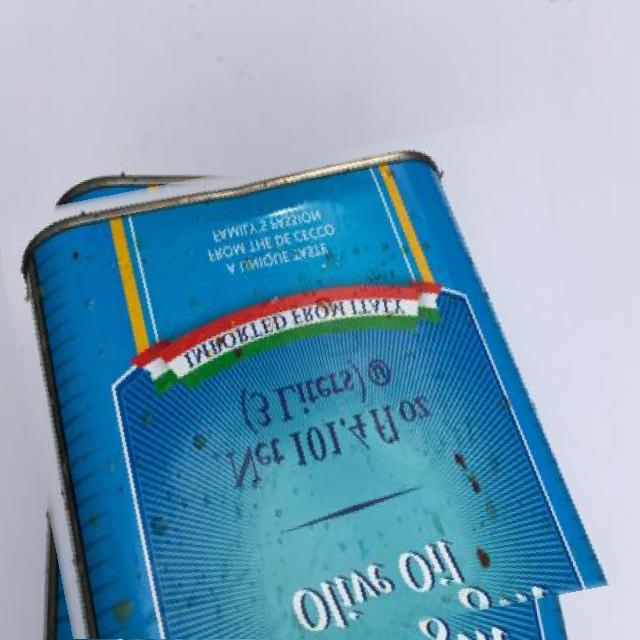 Olive Oil
Net 101.4 fl oz
(3 Liters)®
IMPORTED FROM ITALY
A UNIQUE TASTE
FROM THE DE CECCO
FAMILY'S PASSION